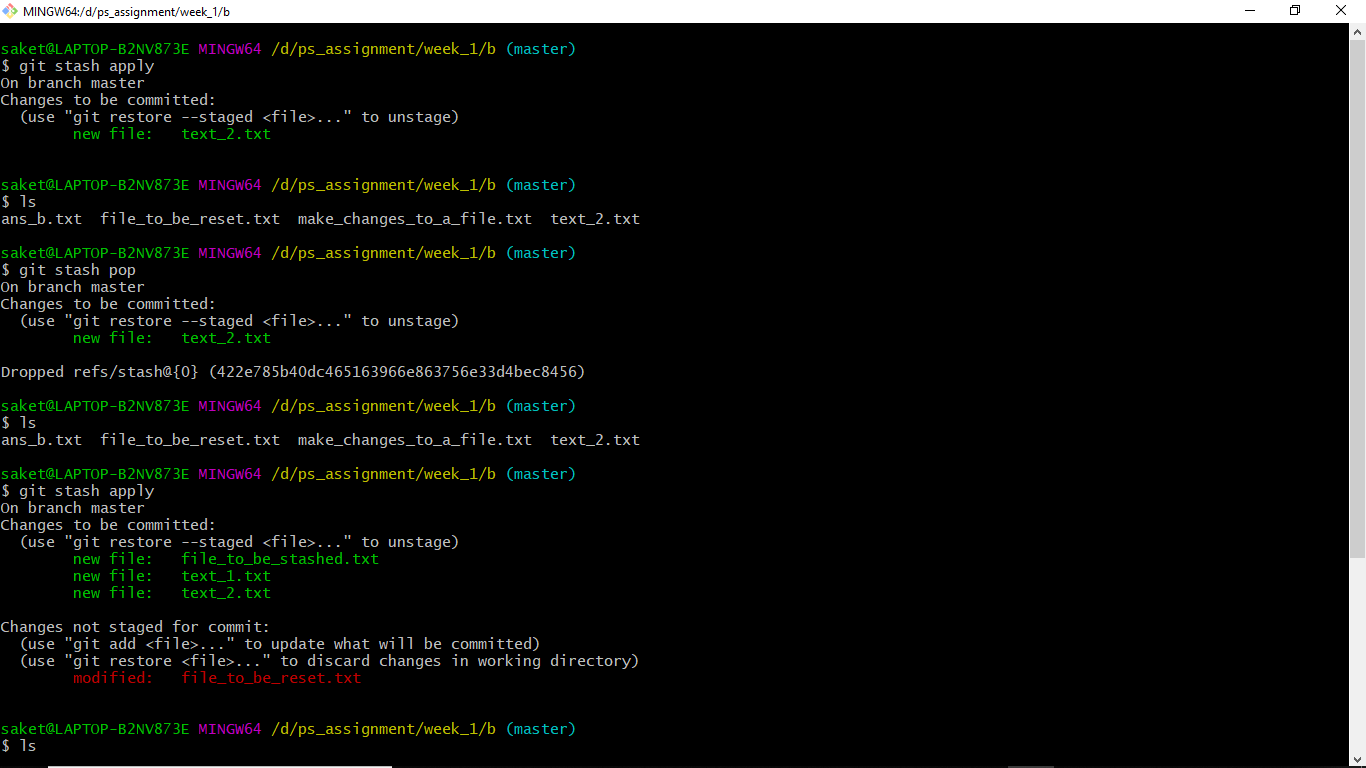 MINGW64:/d/ps_assignment/week_1/b
saket@LAPTOP-B2NV873E MINGW64 /d/ps_assignment/week_1/b (master)
$ git stash apply
On branch master
Changes to be committed:
  (use "git restore --staged <file>..." to unstage)
        new file:   text_2.txt
saket@LAPTOP-B2NV873E MINGW64 /d/ps_assignment/week_1/b (master)
$ ls
ans_b.txt  file_to_be_reset.txt  make_changes_to_a_file.txt  text_2.txt
saket@LAPTOP-B2NV873E MINGW64 /d/ps_assignment/week_1/b (master)
$ git stash pop
On branch master
Changes to be committed:
  (use "git restore --staged <file>..." to unstage)
        new file:   text_2.txt
Dropped refs/stash@{0} (422e785b40dc465163966e863756e33d4bec8456)
saket@LAPTOP-B2NV873E MINGW64 /d/ps_assignment/week_1/b (master)
$ ls
ans_b.txt  file_to_be_reset.txt  make_changes_to_a_file.txt  text_2.txt
saket@LAPTOP-B2NV873E MINGW64 /d/ps_assignment/week_1/b (master)
$ git stash apply
On branch master
Changes to be committed:
  (use "git restore --staged <file>..." to unstage)
        new file:   file_to_be_stashed.txt
        new file:   text_1.txt
        new file:   text_2.txt
Changes not staged for commit:
  (use "git add <file>..." to update what will be committed)
  (use "git restore <file>..." to discard changes in working directory)
        modified:   file_to_be_reset.txt
saket@LAPTOP-B2NV873E MINGW64 /d/ps_assignment/week_1/b (master)
$ ls